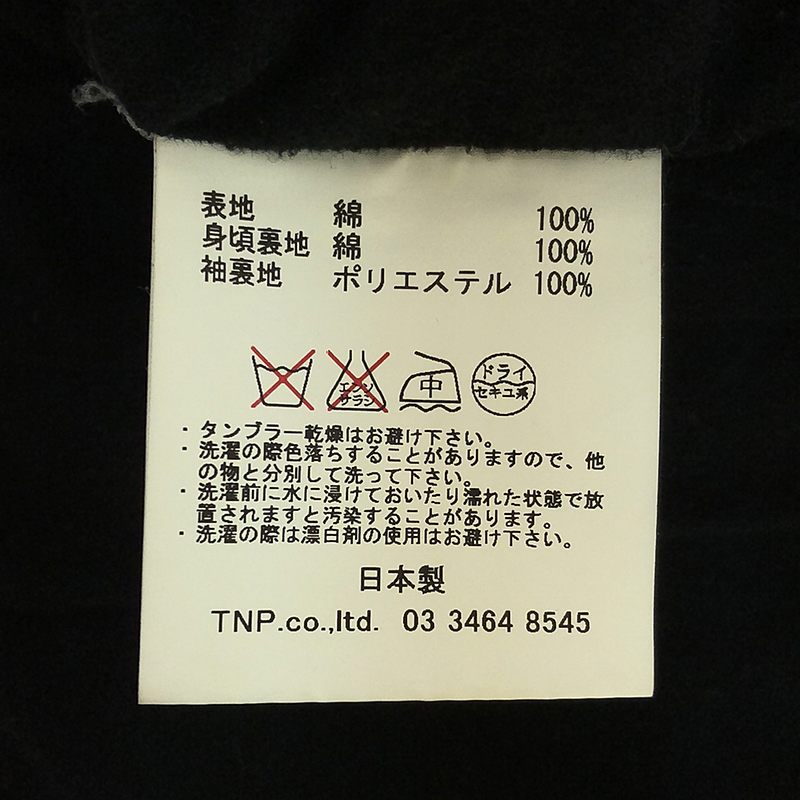 表地 綿 100%
身頃裏地 綿 100%
袖裏地 ポリエステル 100%
エンソ サラシ 中 ドライ セキユ系
・タンブラー乾燥はお避け下さい。
・洗濯の際色落ちすることがありますので、他
の物と分別して洗って下さい。
・洗濯前に水に浸けておいたり濡れた状態で放
置されますと汚染することがあります。
・洗濯の際は漂白剤の使用はお避け下さい。
日本製
TNP.co.,ltd. 03 3464 8545